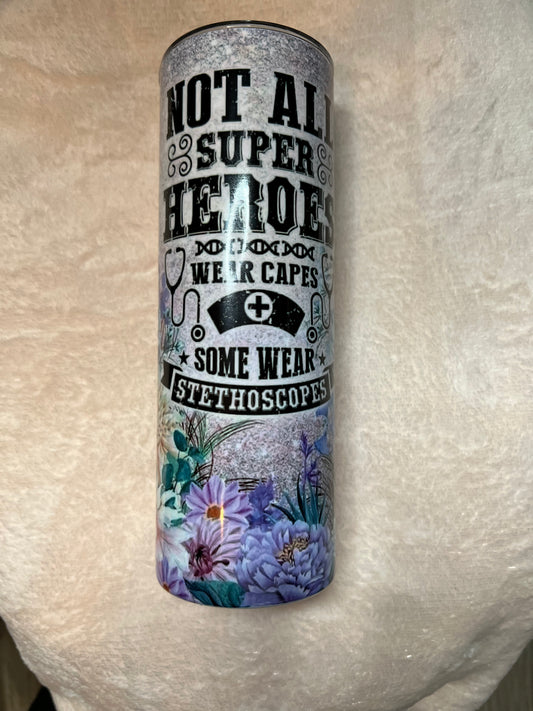 NOT ALL
SUPER
HEROES
WEAR CAPES
SOME WEAR
STETHOSCOPES